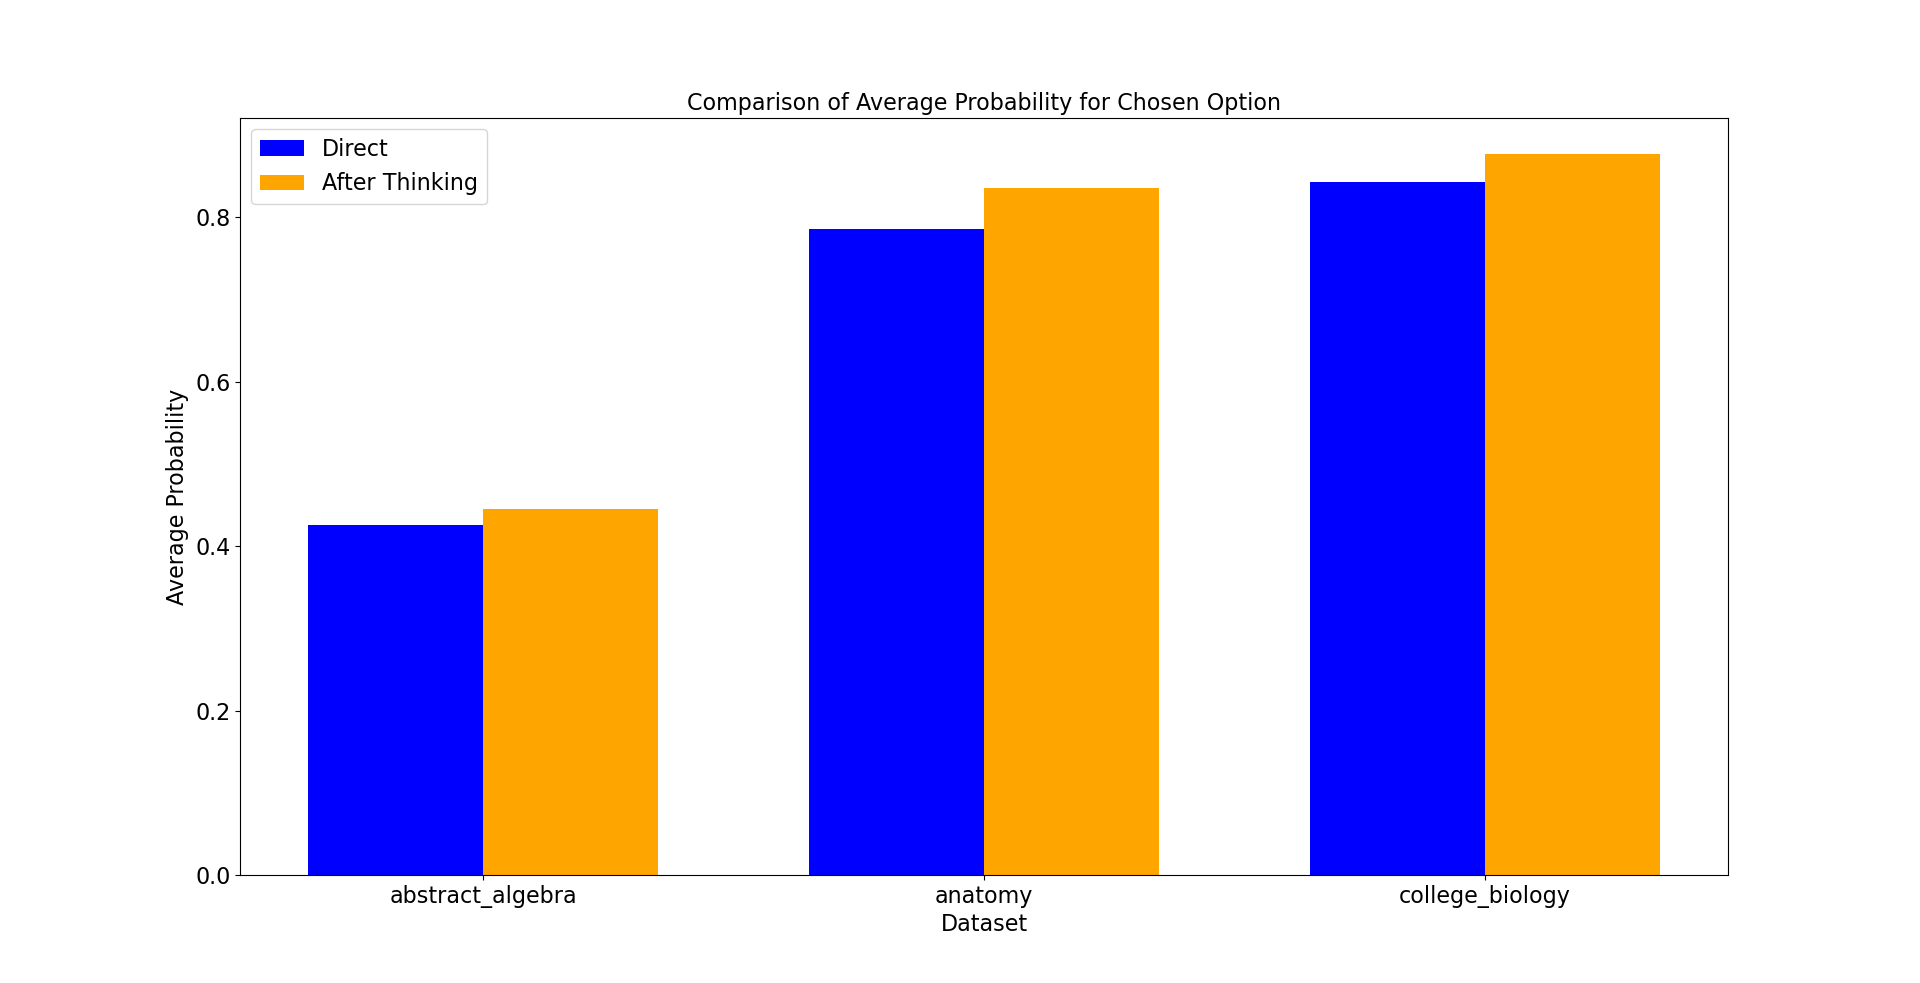 Comparison of Average Probability for Chosen Option
Direct
After Thinking
Average Probability
0.8
0.6
0.4
0.2
0.0
abstract_algebra
anatomy
college_biology
Dataset